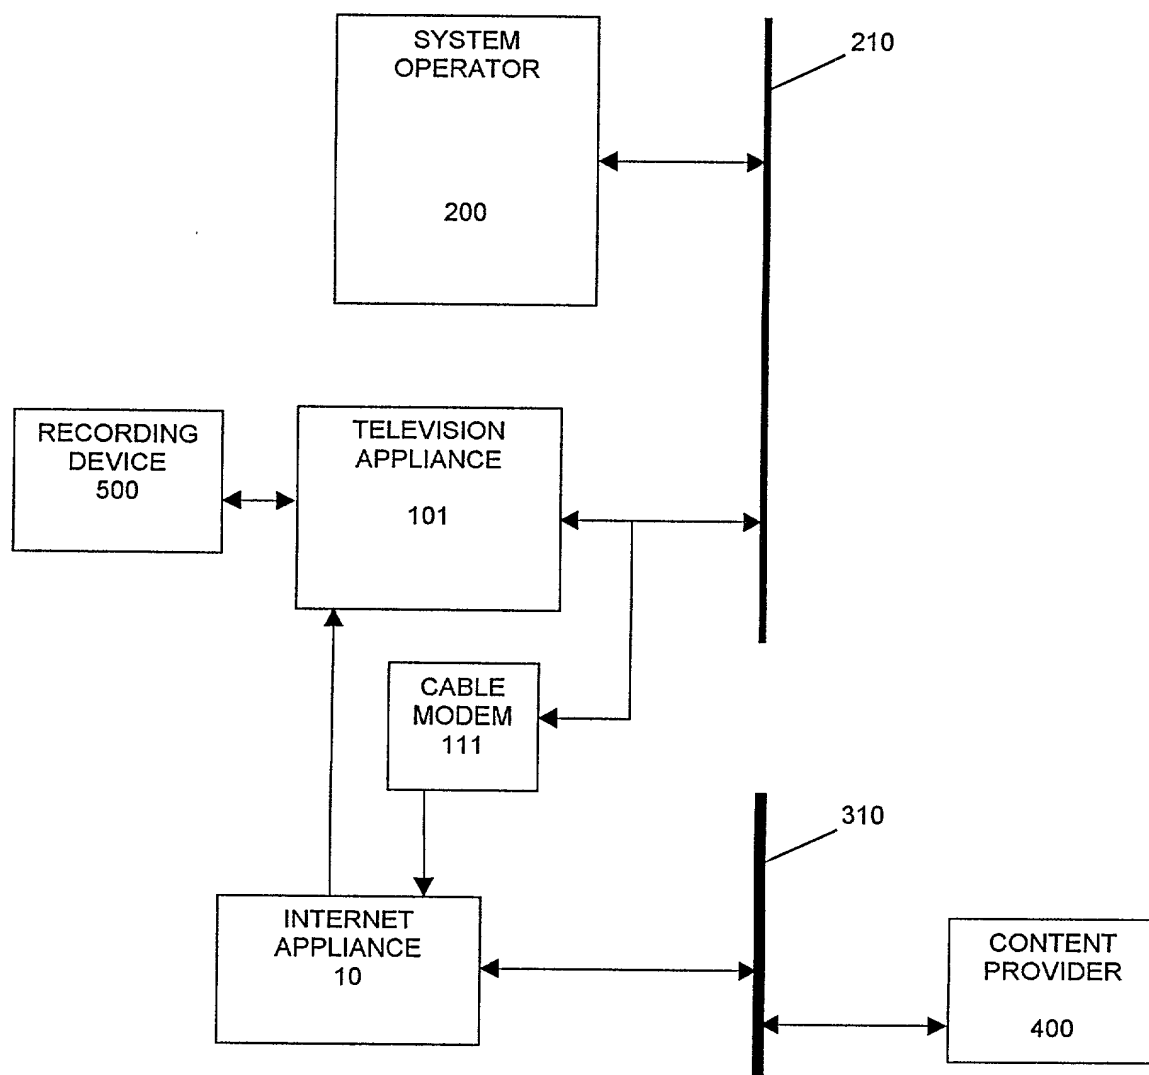 SYSTEM
OPERATOR
200
210
RECORDING
DEVICE
500
TELEVISION
APPLIANCE
101
CABLE
MODEM
111
310
INTERNET
APPLIANCE
10
CONTENT
PROVIDER
400